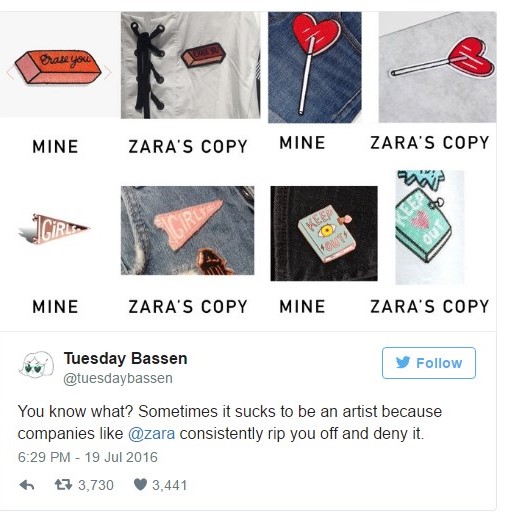 Erase you
MINE ZARA'S COPY MINE ZARA'S COPY
GIRLS GIRLS KEEP KEEP
OUT! OUT
MINE ZARA'S COPY MINE ZARA'S COPY
Tuesday Bassen
@tuesdaybassen
Follow
You know what? Sometimes it sucks to be an artist because
companies like @zara consistently rip you off and deny it.
6:29 PM - 19 Jul 2016
3,730 3,441